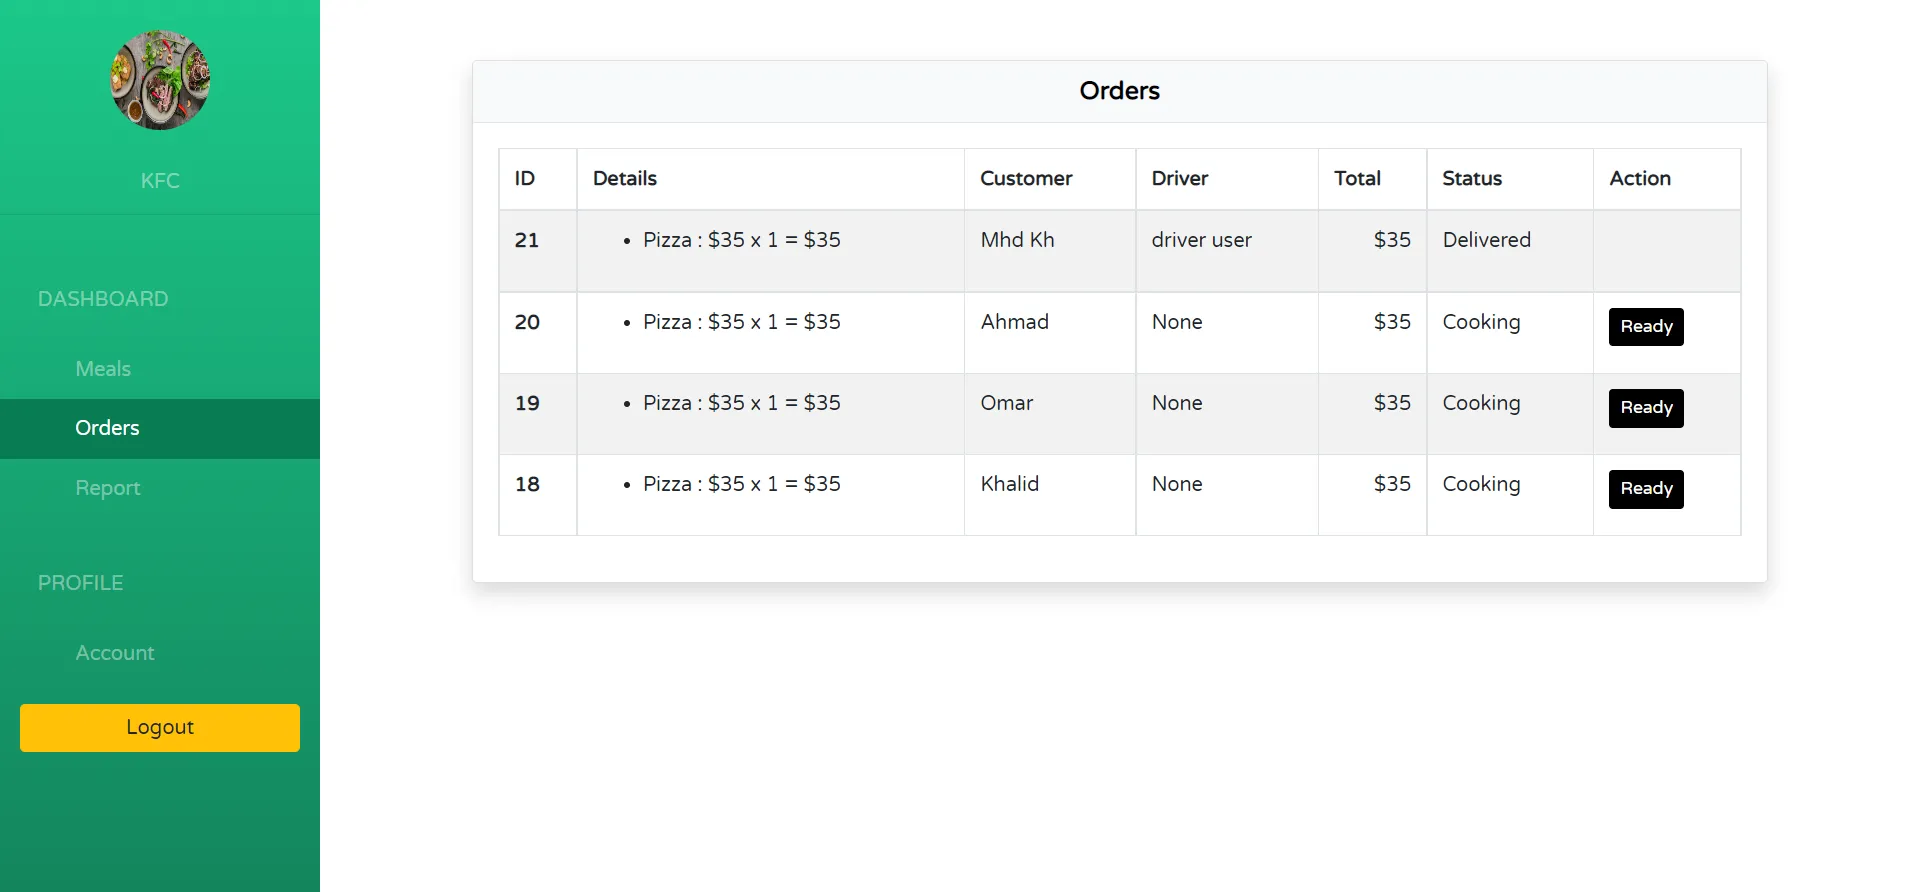 KFC
DASHBOARD
Meals
Orders
Report
PROFILE
Account
Logout
Orders
ID Details Customer Driver Total Status Action
21 • Pizza : $35 x 1 = $35 Mhd Kh driver user $35 Delivered
20 • Pizza : $35 x 1 = $35 Ahmad None $35 Cooking Ready
19 • Pizza : $35 x 1 = $35 Omar None $35 Cooking Ready
18 • Pizza : $35 x 1 = $35 Khalid None $35 Cooking Ready